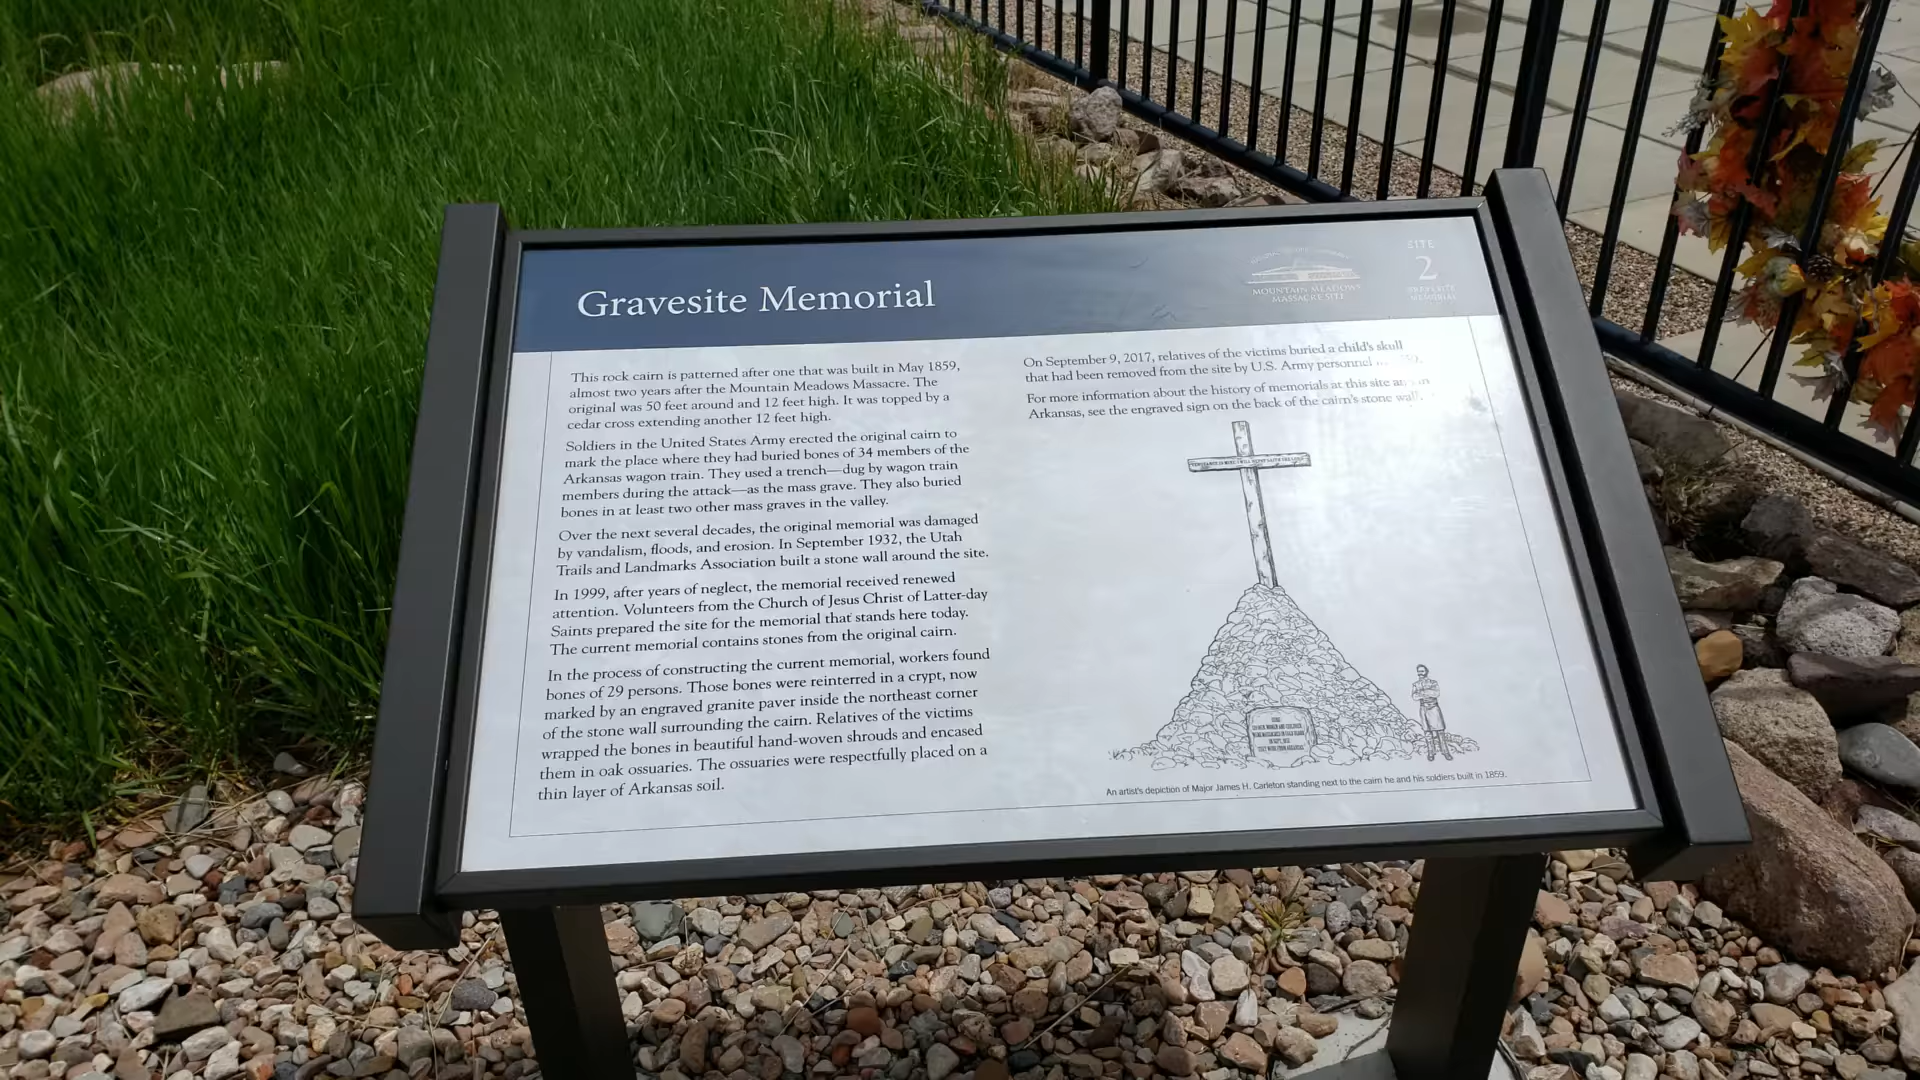 Gravesite Memorial
MOUNTAIN MEADOWS
MASSACRE SITE
SITE
2
GRAVESITE
MEMORIAL
This rock cairn is patterned after one that was built in May 1859,
almost two years after the Mountain Meadows Massacre. The
original was 50 feet around and 12 feet high. It was topped by a
cedar cross extending another 12 feet high.
Soldiers in the United States Army erected the original cairn to
mark the place where they had buried bones of 34 members of the
Arkansas wagon train. They used a trench—dug by wagon train
members during the attack—as the mass grave. They also buried
bones in at least two other mass graves in the valley.
Over the next several decades, the original memorial was damaged
by vandalism, floods, and erosion. In September 1932, the Utah
Trails and Landmarks Association built a stone wall around the site.
In 1999, after years of neglect, the memorial received renewed
attention. Volunteers from the Church of Jesus Christ of Latter-day
Saints prepared the site for the memorial that stands here today.
The current memorial contains stones from the original cairn.
In the process of constructing the current memorial, workers found
bones of 29 persons. Those bones were reinterred in a crypt, now
marked by an engraved granite paver inside the northeast corner
of the stone wall surrounding the cairn. Relatives of the victims
wrapped the bones in beautiful hand-woven shrouds and encased
them in oak ossuaries. The ossuaries were respectfully placed on a
thin layer of Arkansas soil.
On September 9, 2017, relatives of the victims buried a child's skull
that had been removed from the site by U.S. Army personnel
For more information about the history of memorials at this site
Arkansas, see the engraved sign on the back of the cairn's stone wall.
VENGEANCE IS MINE: I WILL REPAY SAITH THE LORD
An artist's depiction of Major James H. Carleton standing next to the cairn he and his soldiers built in 1859.